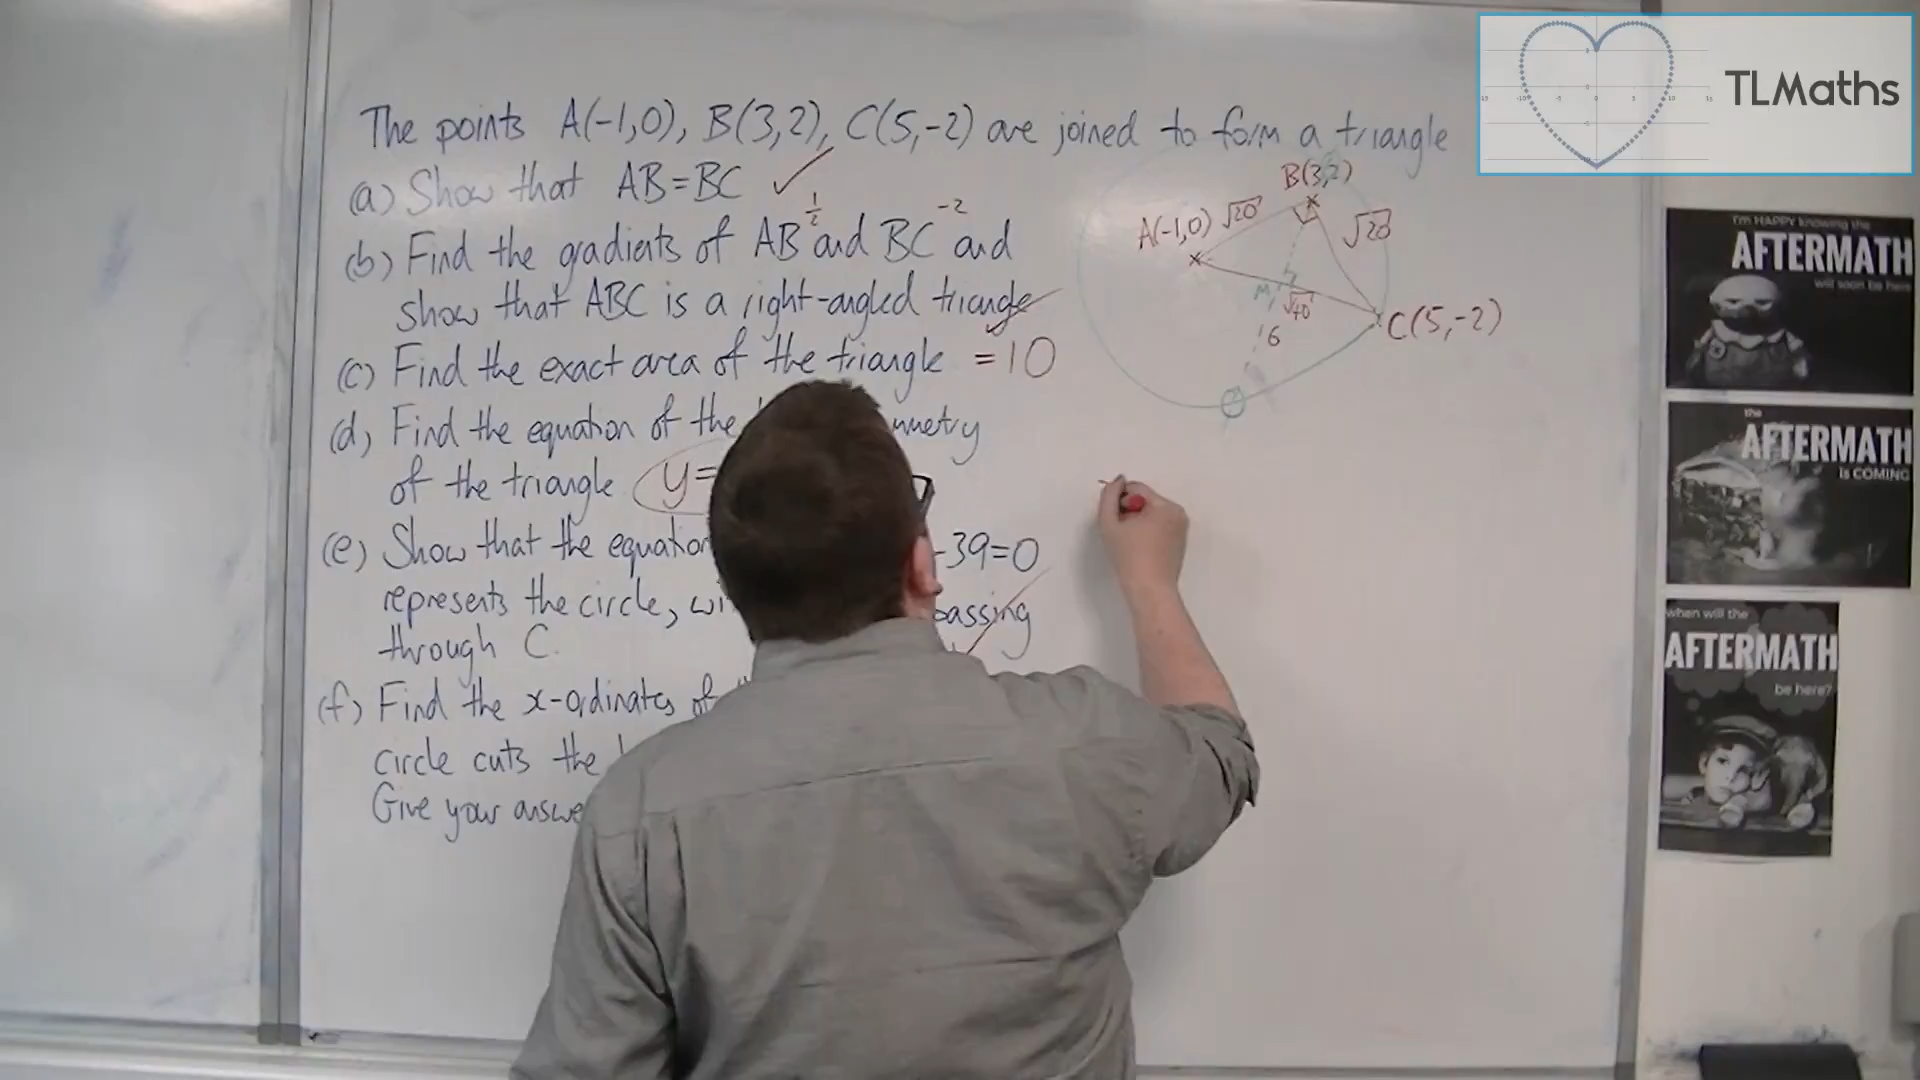 TLMaths
The points A(-1,0), B(3,2), C(5,-2) are joined to form a triangle
(a) Show that AB=BC ✓
(b) Find the gradients of AB 1/2 and BC -2 and
show that ABC is a right-angled triangle
(c) Find the exact area of the triangle =10
(d) Find the equation of the
mmetry
of the triangle y=
(e) Show that the equation
-39=0
represents the circle, wi
passing
through C.
(f) Find the x-ordinates of
circle cuts the
Give your answe
B(3,2)
A(-1,0) √20
√20
M
√40
6
C(5,-2)
I'm HAPPY knowing the
AFTERMATH
will soon be here
the
AFTERMATH
is COMING
when will the
AFTERMATH
be here?